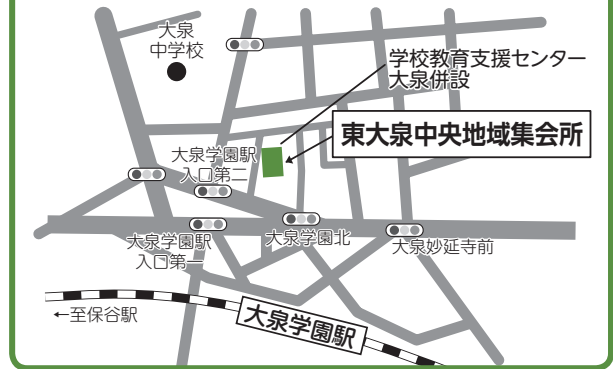 大泉
中学校
学校教育支援センター
大泉併設
東大泉中央地域集会所
大泉学園駅
入口第二
大泉学園駅
入口第一
大泉学園北
大泉妙延寺前
←至保谷駅
大泉学園駅